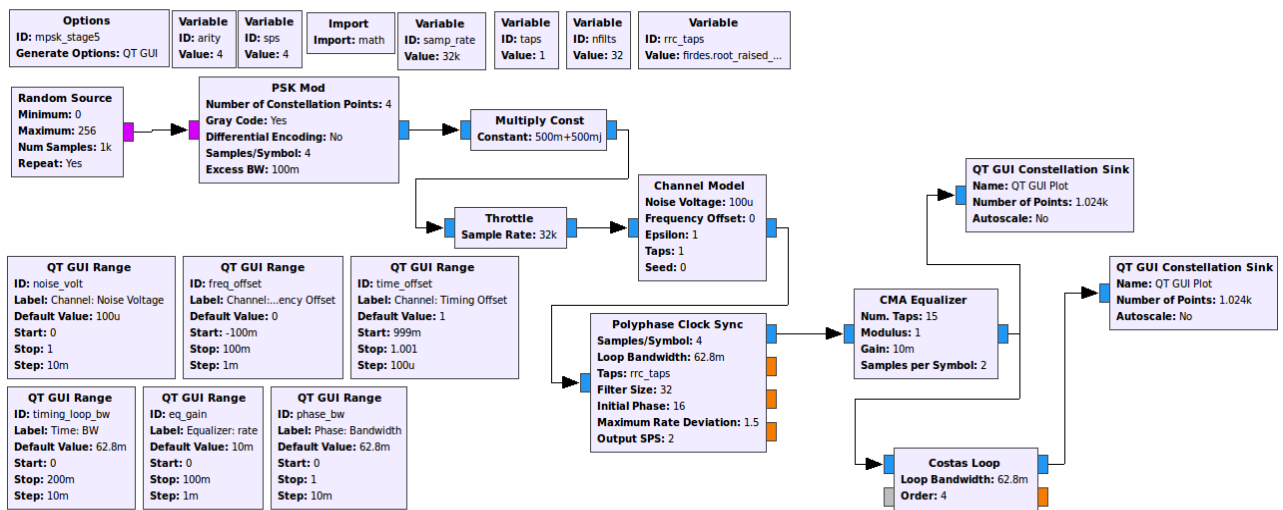 Options
ID: mpsk_stage5
Generate Options: QT GUI
Variable
ID: arity
Value: 4
Variable
ID: sps
Value: 4
Import
Import: math
Variable
ID: samp_rate
Value: 32k
Variable
ID: taps
Value: 1
Variable
ID: nfilts
Value: 32
Variable
ID: rrc_taps
Value: firdes.root_raised_...
Random Source
Minimum: 0
Maximum: 256
Num Samples: 1k
Repeat: Yes
PSK Mod
Number of Constellation Points: 4
Gray Code: Yes
Differential Encoding: No
Samples/Symbol: 4
Excess BW: 100m
Multiply Const
Constant: 500m+500mj
Throttle
Sample Rate: 32k
Channel Model
Noise Voltage: 100u
Frequency Offset: 0
Epsilon: 1
Taps: 1
Seed: 0
QT GUI Constellation Sink
Name: QT GUI Plot
Number of Points: 1.024k
Autoscale: No
QT GUI Constellation Sink
Name: QT GUI Plot
Number of Points: 1.024k
Autoscale: No
QT GUI Range
ID: noise_volt
Label: Channel: Noise Voltage
Default Value: 100u
Start: 0
Stop: 1
Step: 10m
QT GUI Range
ID: freq_offset
Label: Channel:...ency Offset
Default Value: 0
Start: -100m
Stop: 100m
Step: 1m
QT GUI Range
ID: time_offset
Label: Channel: Timing Offset
Default Value: 1
Start: 999m
Stop: 1.001
Step: 100u
Polyphase Clock Sync
Samples/Symbol: 4
Loop Bandwidth: 62.8m
Taps: rrc_taps
Filter Size: 32
Initial Phase: 16
Maximum Rate Deviation: 1.5
Output SPS: 2
CMA Equalizer
Num. Taps: 15
Modulus: 1
Gain: 10m
Samples per Symbol: 2
QT GUI Range
ID: timing_loop_bw
Label: Time: BW
Default Value: 62.8m
Start: 0
Stop: 200m
Step: 10m
QT GUI Range
ID: eq_gain
Label: Equalizer: rate
Default Value: 10m
Start: 0
Stop: 100m
Step: 1m
QT GUI Range
ID: phase_bw
Label: Phase: Bandwidth
Default Value: 62.8m
Start: 0
Stop: 1
Step: 10m
Costas Loop
Loop Bandwidth: 62.8m
Order: 4